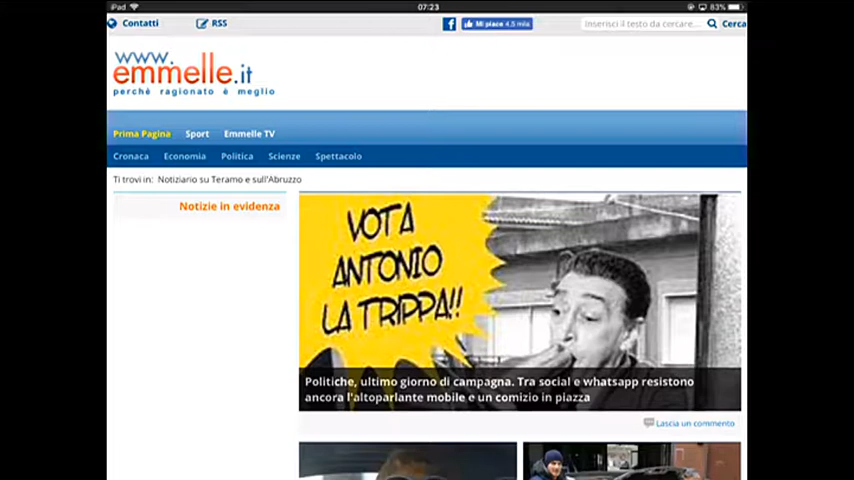 iPad 07:23 83%
Contatti RSS Mi piace 4.5 mila Inserisci il testo da cercare... Cerca
www.
emmelle.it
perchè ragionato è meglio
Prima Pagina Sport Emmelle TV
Cronaca Economia Politica Scienze Spettacolo
Ti trovi in: Notiziario su Teramo e sull'Abruzzo
Notizie in evidenza
VOTA
ANTONIO
LA TRIPPA!!
Politiche, ultimo giorno di campagna. Tra social e whatsapp resistono
ancora l'altoparlante mobile e un comizio in piazza
Lascia un commento